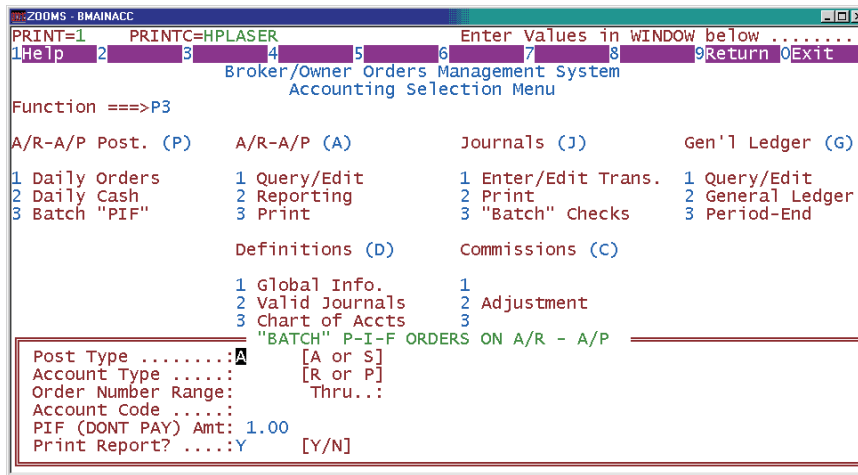 ZOOMS - BMAINACC
PRINT=1 PRINTC=HPLASER Enter Values in WINDOW below ........
1Help 2 3 4 5 6 7 8 9Return 0Exit
Broker/Owner Orders Management System
Accounting Selection Menu
Function ===>P3
A/R-A/P Post. (P) A/R-A/P (A) Journals (J) Gen'l Ledger (G)
1 Daily Orders 1 Query/Edit 1 Enter/Edit Trans. 1 Query/Edit
2 Daily Cash 2 Reporting 2 Print 2 General Ledger
3 Batch "PIF" 3 Print 3 "Batch" Checks 3 Period-End
Definitions (D) Commissions (C)
1 Global Info. 1
2 Valid Journals 2 Adjustment
3 Chart of Accts 3
"BATCH" P-I-F ORDERS ON A/R - A/P
Post Type ........:A [A or S]
Account Type .....: [R or P]
Order Number Range: Thru..:
Account Code .....:
PIF (DONT PAY) Amt: 1.00
Print Report? ....:Y [Y/N]